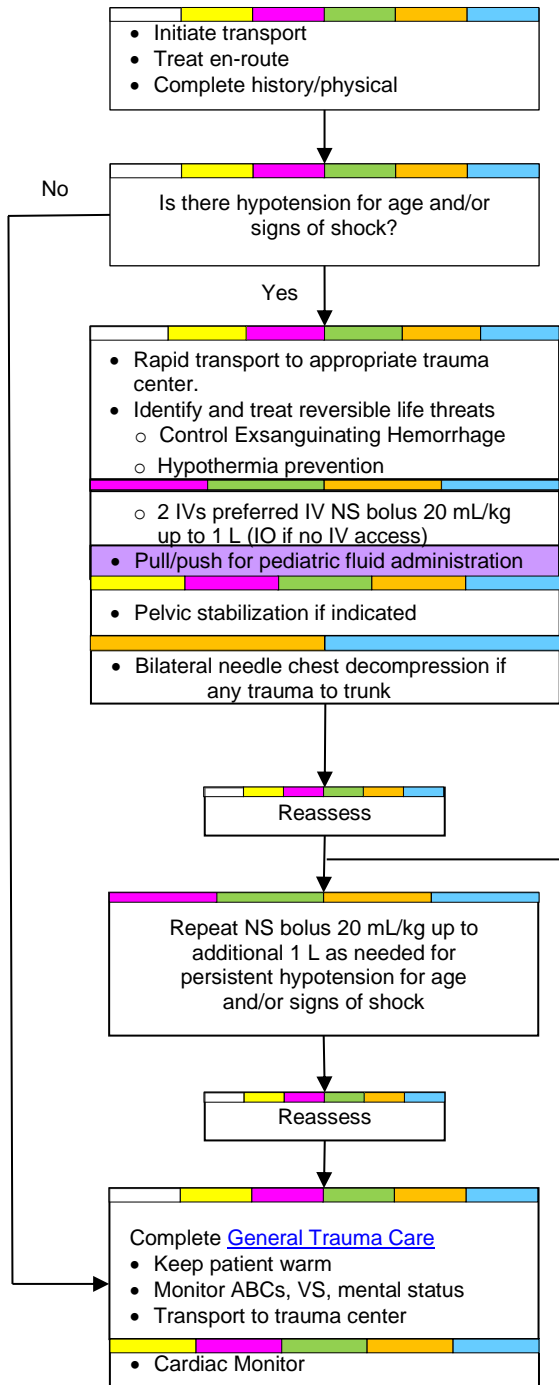 • Initiate transport
• Treat en-route
• Complete history/physical
No
Is there hypotension for age and/or
signs of shock?
Yes
• Rapid transport to appropriate trauma
center.
• Identify and treat reversible life threats
o Control Exsanguinating Hemorrhage
o Hypothermia prevention
o 2 IVs preferred IV NS bolus 20 mL/kg
up to 1 L (IO if no IV access)
• Pull/push for pediatric fluid administration
• Pelvic stabilization if indicated
• Bilateral needle chest decompression if
any trauma to trunk
Reassess
Repeat NS bolus 20 mL/kg up to
additional 1 L as needed for
persistent hypotension for age
and/or signs of shock
Reassess
Complete General Trauma Care
• Keep patient warm
• Monitor ABCs, VS, mental status
• Transport to trauma center
• Cardiac Monitor